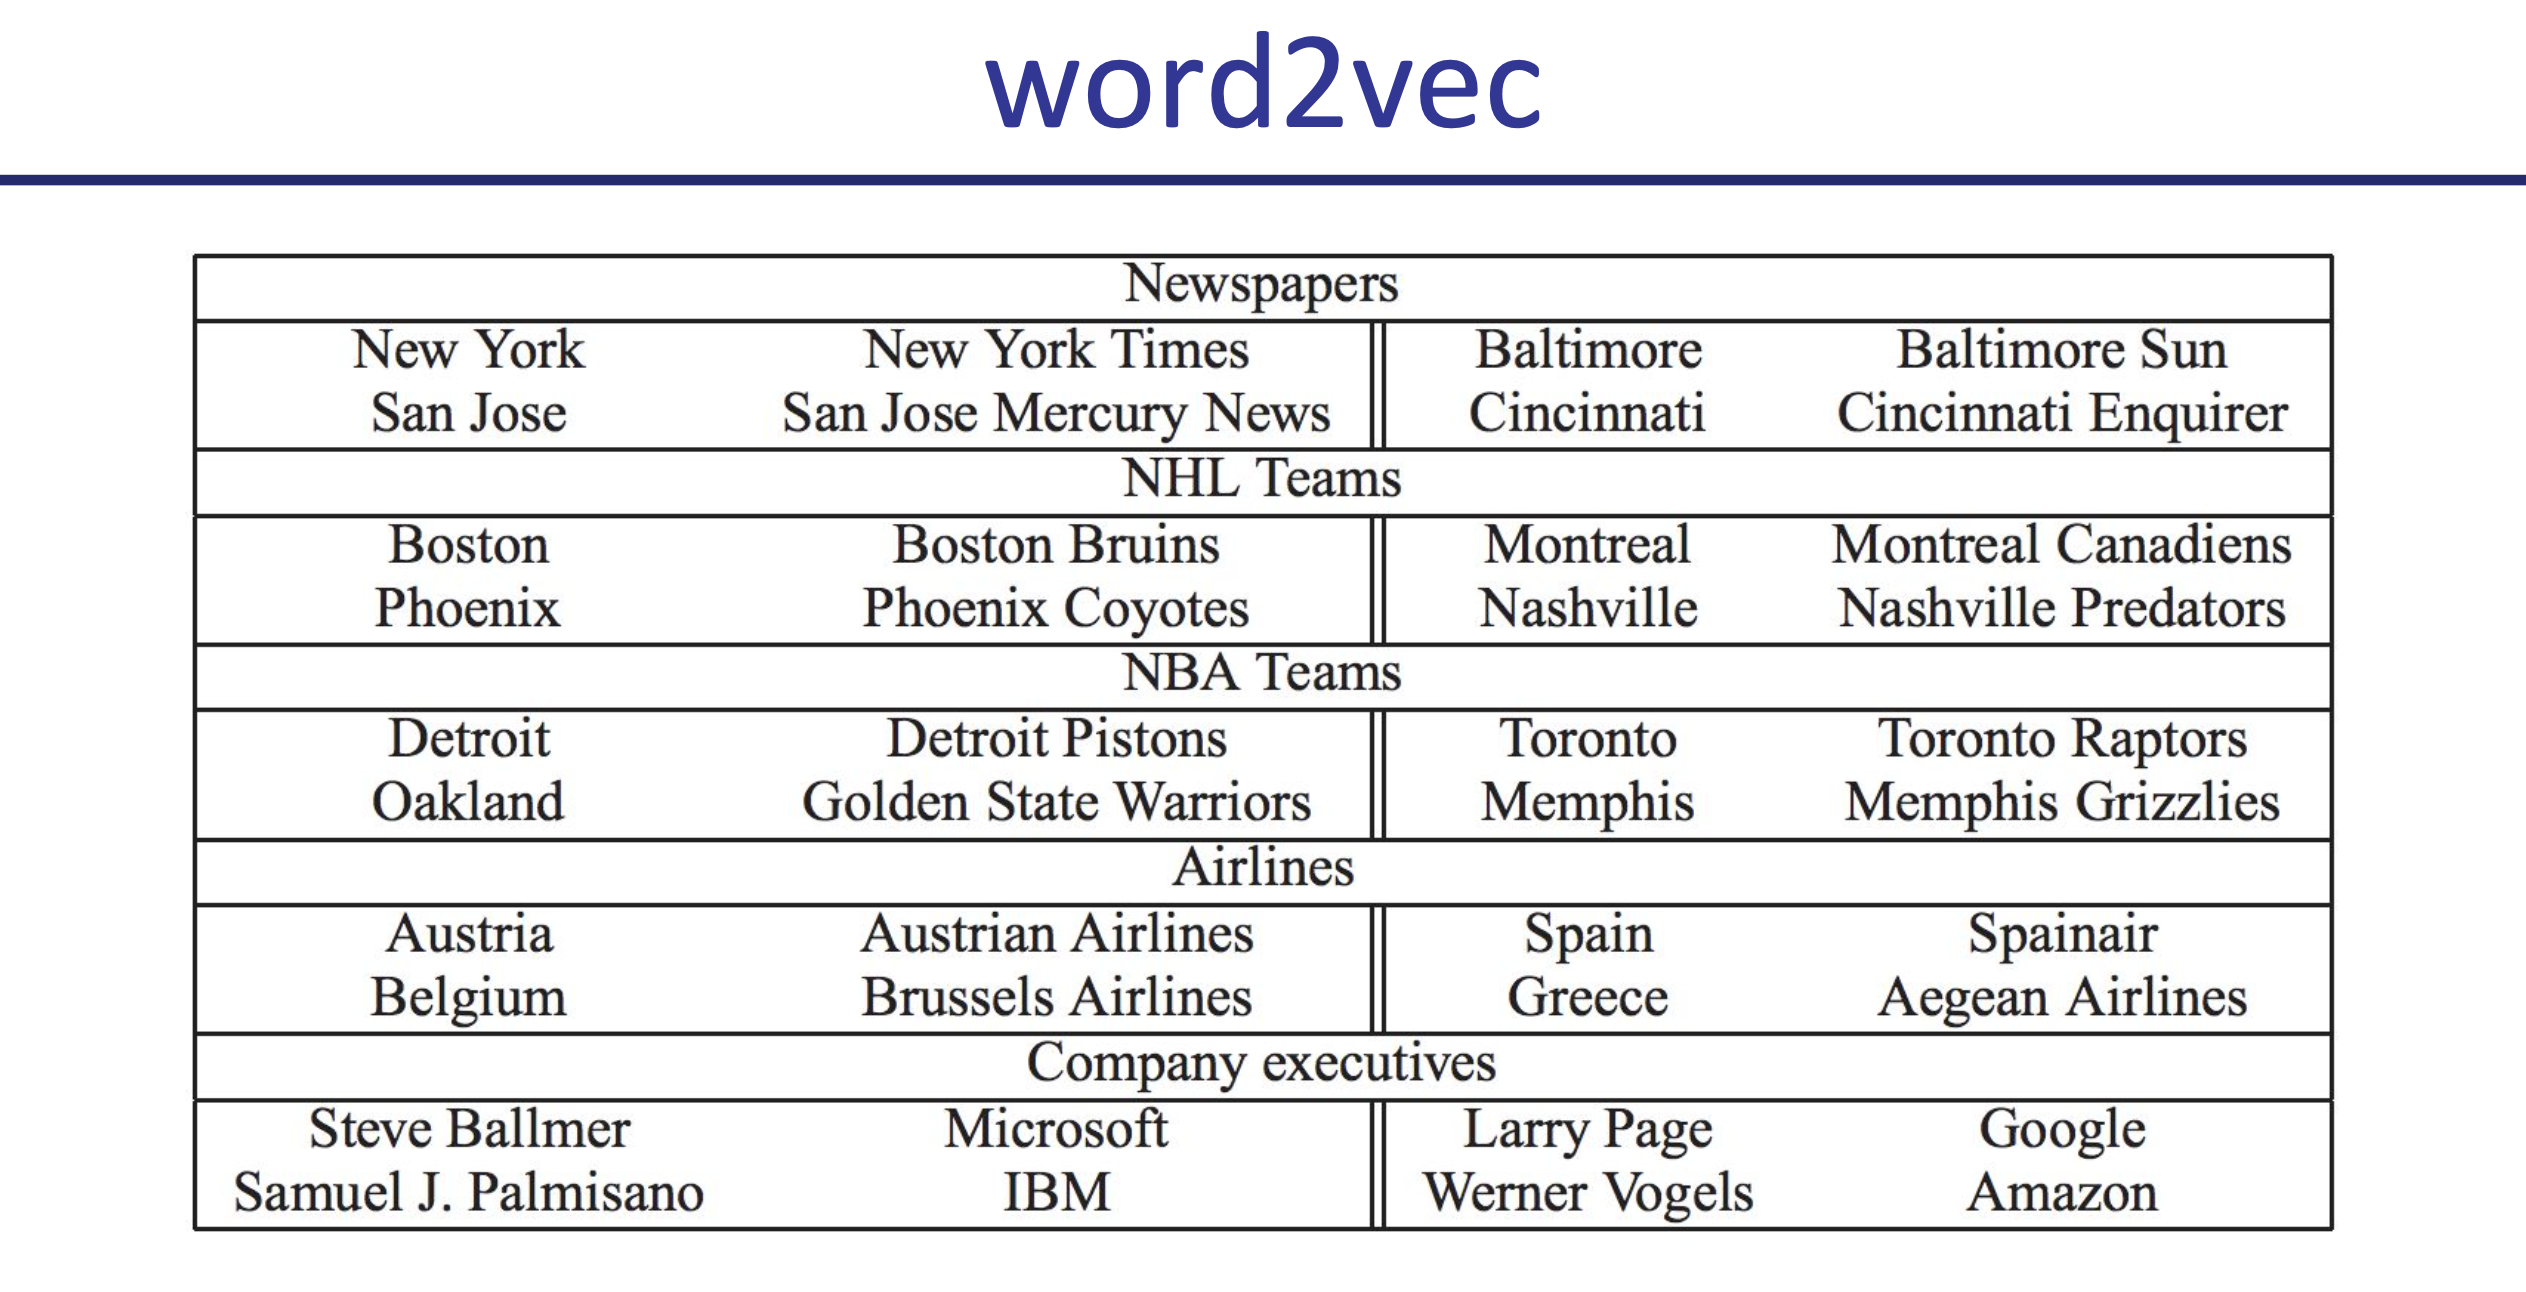 word2vec
Newspapers
New York New York Times Baltimore Baltimore Sun
San Jose San Jose Mercury News Cincinnati Cincinnati Enquirer
NHL Teams
Boston Boston Bruins Montreal Montreal Canadiens
Phoenix Phoenix Coyotes Nashville Nashville Predators
NBA Teams
Detroit Detroit Pistons Toronto Toronto Raptors
Oakland Golden State Warriors Memphis Memphis Grizzlies
Airlines
Austria Austrian Airlines Spain Spainair
Belgium Brussels Airlines Greece Aegean Airlines
Company executives
Steve Ballmer Microsoft Larry Page Google
Samuel J. Palmisano IBM Werner Vogels Amazon